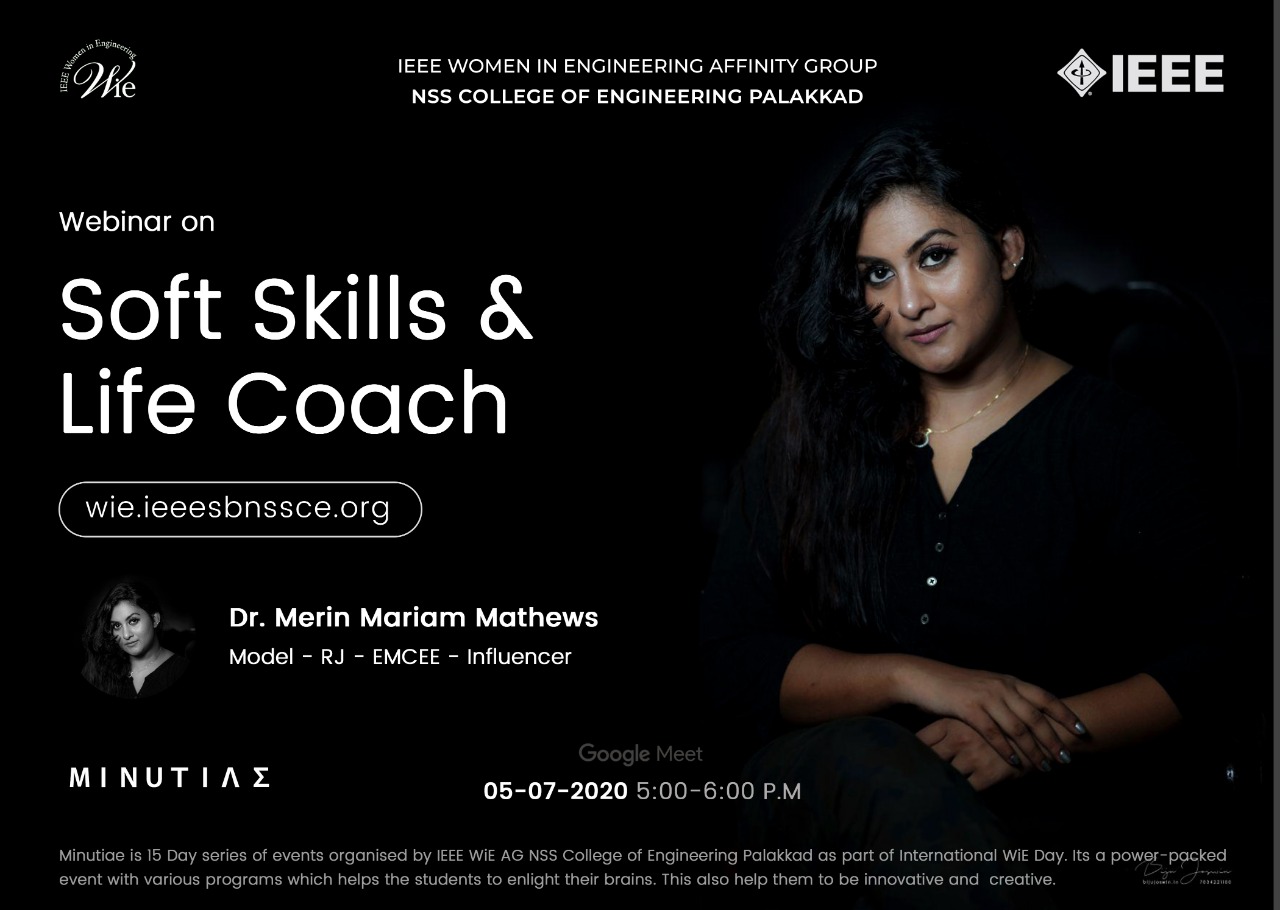 IEEE Women in Engineering
Wie
IEEE WOMEN IN ENGINEERING AFFINITY GROUP
NSS COLLEGE OF ENGINEERING PALAKKAD
IEEE
Webinar on
Soft Skills &
Life Coach
wie.ieeesbnssce.org
Dr. Merin Mariam Mathews
Model - RJ - EMCEE - Influencer
MINUTIΛΣ
Google Meet
05-07-2020 5:00-6:00 P.M
Minutiae is 15 Day series of events organised by IEEE WiE AG NSS College of Engineering Palakkad as part of International WiE Day. Its a power-packed
event with various programs which helps the students to enlight their brains. This also help them to be innovative and  creative.